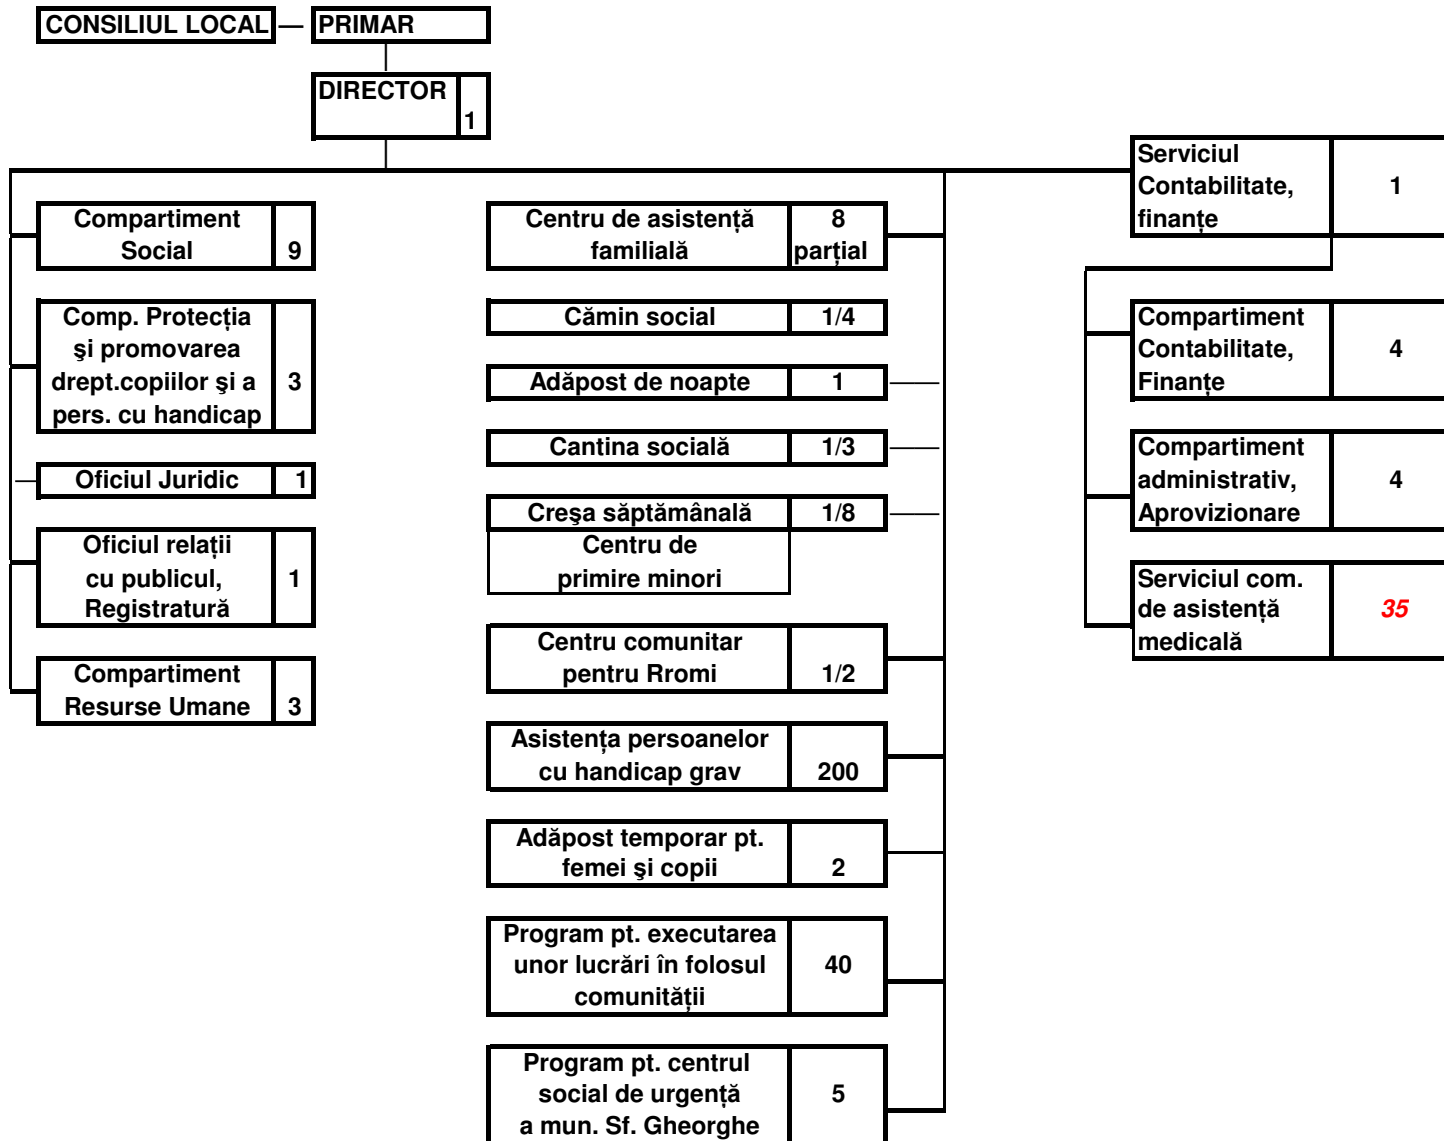 CONSILIUL LOCAL — PRIMAR
DIRECTOR
1
Compartiment
Social 9
Comp. Protecția
şi promovarea
drept.copiilor şi a 3
pers. cu handicap
Oficiul Juridic 1
Oficiul relații
cu publicul, 1
Registratură
Compartiment
Resurse Umane 3
Centru de asistență 8
familială parțial
Cămin social 1/4
Adăpost de noapte 1
Cantina socială 1/3
Creşa săptămânală 1/8
Centru de
primire minori
Centru comunitar
pentru Rromi 1/2
Asistența persoanelor
cu handicap grav 200
Adăpost temporar pt.
femei şi copii 2
Program pt. executarea
unor lucrări în folosul 40
comunității
Program pt. centrul
social de urgență 5
a mun. Sf. Gheorghe
Serviciul
Contabilitate, 1
finanțe
Compartiment
Contabilitate, 4
Finanțe
Compartiment
administrativ, 4
Aprovizionare
Serviciul com.
de asistență 35
medicală